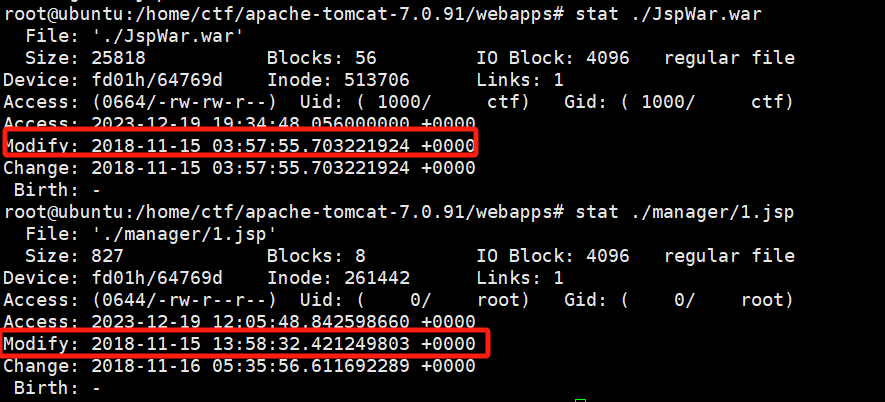 root@ubuntu:/home/ctf/apache-tomcat-7.0.91/webapps# stat ./JspWar.war
  File: './JspWar.war'
  Size: 25818           Blocks: 56         IO Block: 4096   regular file
Device: fd01h/64769d    Inode: 513706      Links: 1
Access: (0664/-rw-rw-r--)  Uid: ( 1000/     ctf)   Gid: ( 1000/     ctf)
Access: 2023-12-19 19:34:48.056000000 +0000
Modify: 2018-11-15 03:57:55.703221924 +0000
Change: 2018-11-15 03:57:55.703221924 +0000
 Birth: -
root@ubuntu:/home/ctf/apache-tomcat-7.0.91/webapps# stat ./manager/1.jsp
  File: './manager/1.jsp'
  Size: 827             Blocks: 8          IO Block: 4096   regular file
Device: fd01h/64769d    Inode: 261442      Links: 1
Access: (0644/-rw-r--r--)  Uid: (    0/    root)   Gid: (    0/    root)
Access: 2023-12-19 12:05:48.842598660 +0000
Modify: 2018-11-15 13:58:32.421249803 +0000
Change: 2018-11-16 05:35:56.611692289 +0000
 Birth: -